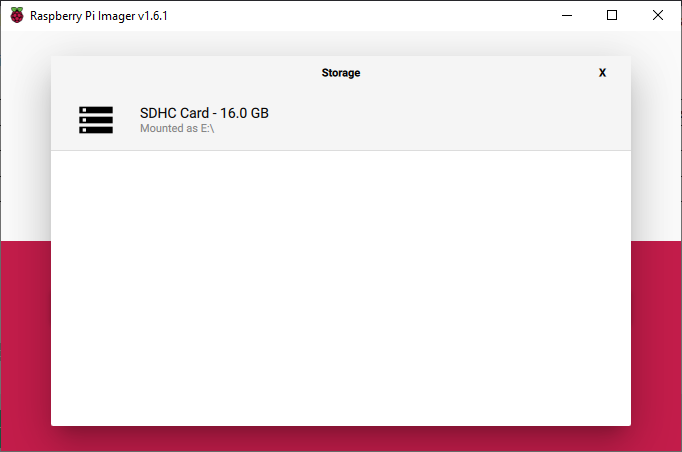 Raspberry Pi Imager v1.6.1
Storage X
SDHC Card - 16.0 GB
Mounted as E:\